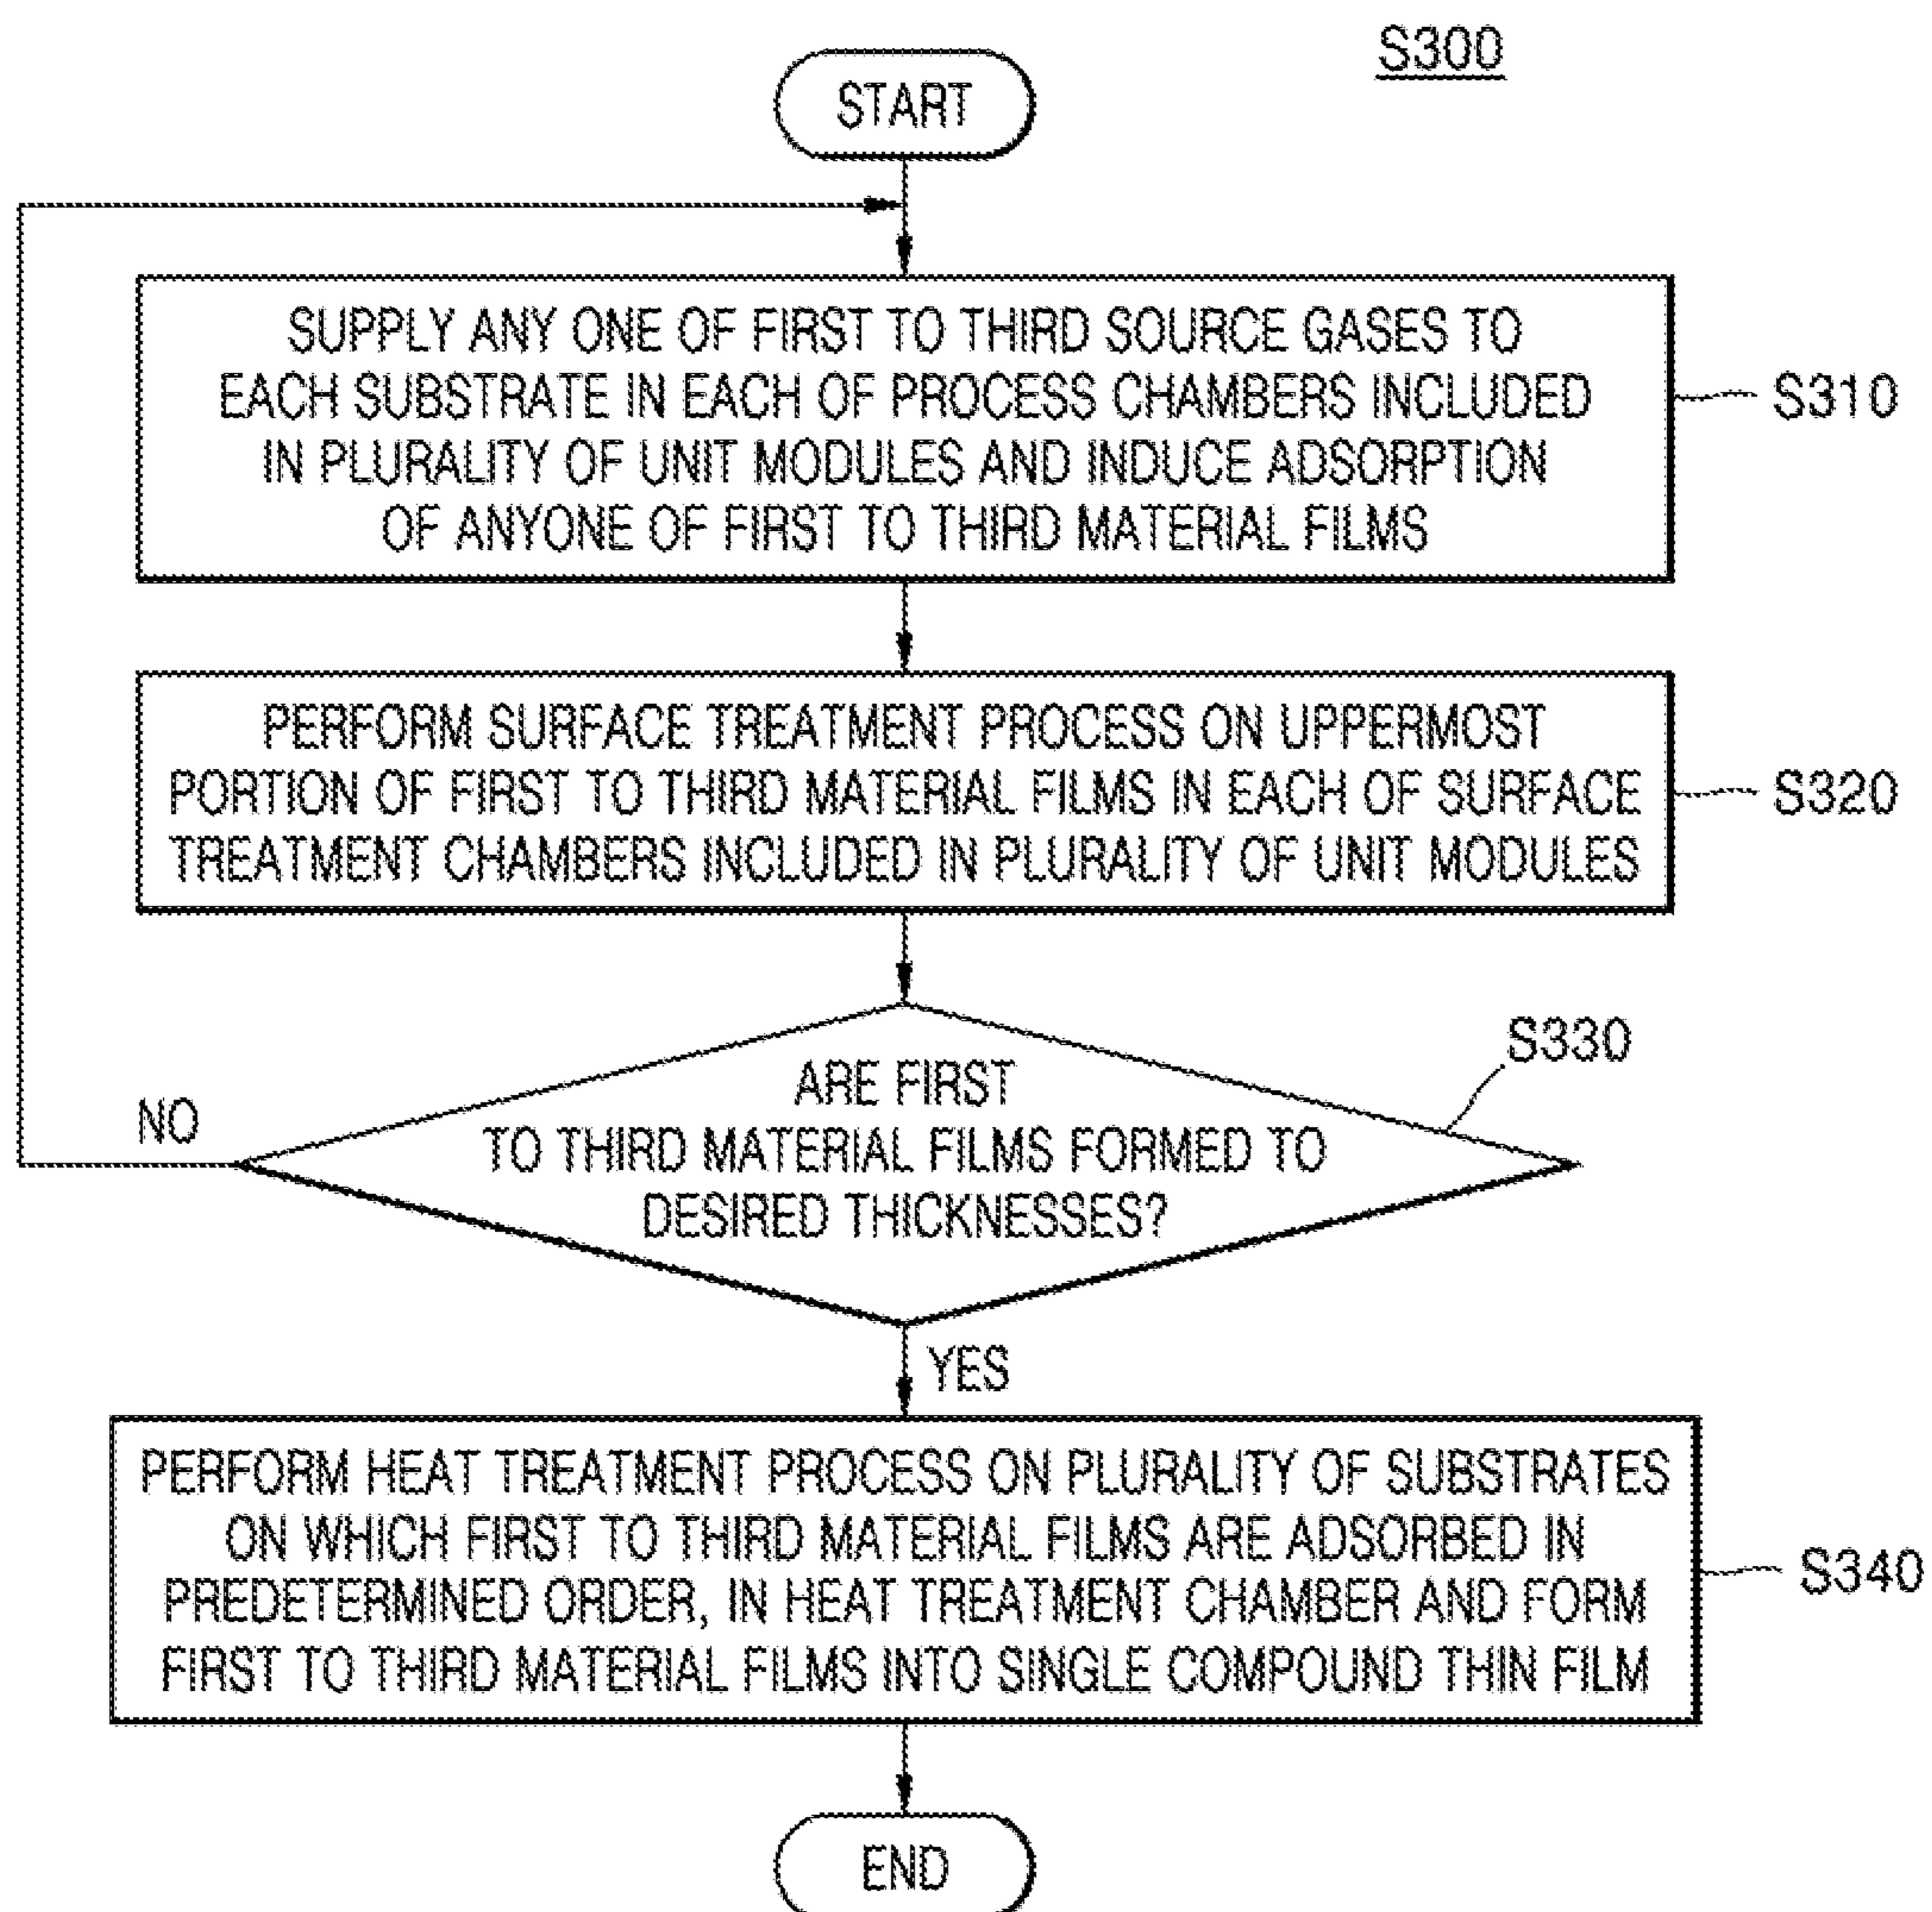 S300
START
SUPPLY ANY ONE OF FIRST TO THIRD SOURCE GASES TO
EACH SUBSTRATE IN EACH OF PROCESS CHAMBERS INCLUDED
IN PLURALITY OF UNIT MODULES AND INDUCE ADSORPTION
OF ANYONE OF FIRST TO THIRD MATERIAL FILMS
S310
PERFORM SURFACE TREATMENT PROCESS ON UPPERMOST
PORTION OF FIRST TO THIRD MATERIAL FILMS IN EACH OF SURFACE
TREATMENT CHAMBERS INCLUDED IN PLURALITY OF UNIT MODULES
S320
ARE FIRST
TO THIRD MATERIAL FILMS FORMED TO
DESIRED THICKNESSES?
S330
NO
YES
PERFORM HEAT TREATMENT PROCESS ON PLURALITY OF SUBSTRATES
ON WHICH FIRST TO THIRD MATERIAL FILMS ARE ADSORBED IN
PREDETERMINED ORDER, IN HEAT TREATMENT CHAMBER AND FORM
FIRST TO THIRD MATERIAL FILMS INTO SINGLE COMPOUND THIN FILM
S340
END